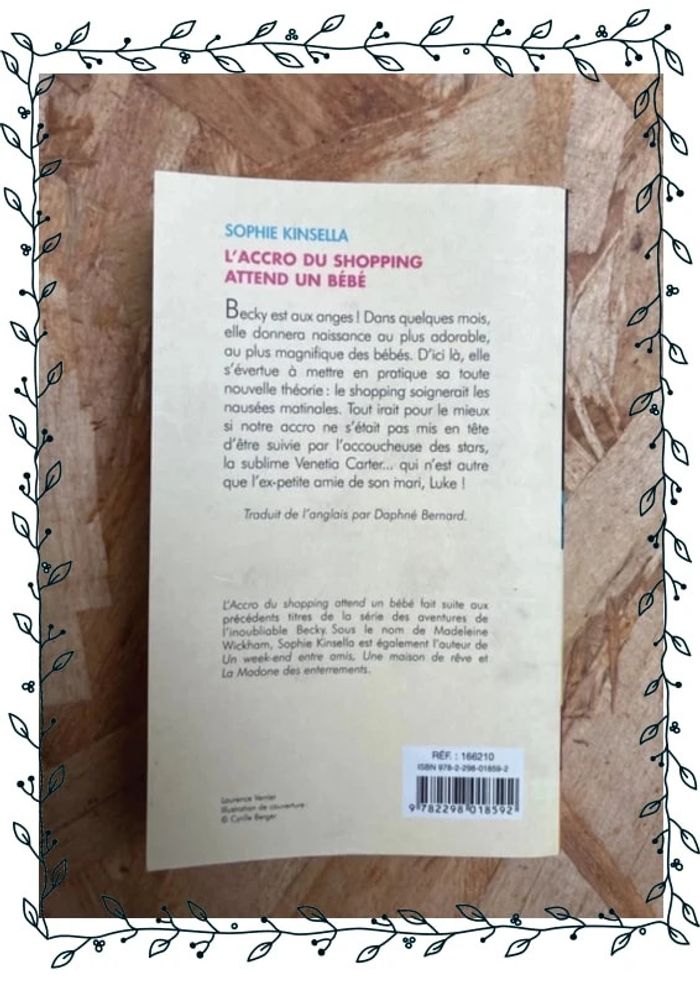 SOPHIE KINSELLA
L'ACCRO DU SHOPPING
ATTEND UN BÉBÉ
Becky est aux anges ! Dans quelques mois,
elle donnera naissance au plus adorable,
au plus magnifique des bébés. D'ici là, elle
s'évertue à mettre en pratique sa toute
nouvelle théorie : le shopping soignerait les
nausées matinales. Tout irait pour le mieux
si notre accro ne s'était pas mis en tête
d'être suivie par l'accoucheuse des stars,
la sublime Venetia Carter... qui n'est autre
que l'ex-petite amie de son mari, Luke !
Traduit de l'anglais par Daphné Bernard.
L'Accro du shopping attend un bébé fait suite aux
précédents titres de la série des aventures de
l'inoubliable Becky. Sous le nom de Madeleine
Wickham, Sophie Kinsella est également l'auteur de
Un week-end entre amis, Une maison de rêve et
La Madone des enterrements.
RÉF. : 166210
ISBN 978-2-298-01859-2
9 782298 018592
Laurence Verrier
Illustration de couverture
© Cyrille Berger